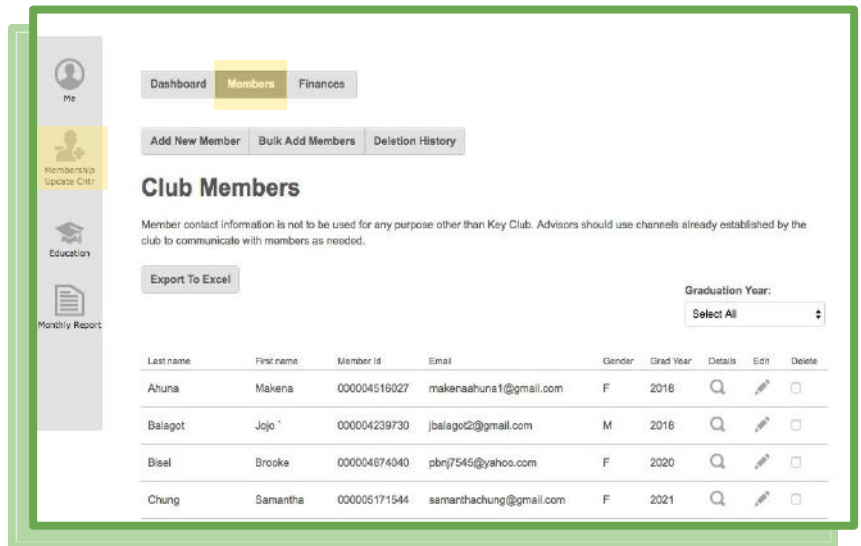 Me
Membership
Update Cntr
Education
Monthly Report
Dashboard Members Finances
Add New Member Bulk Add Members Deletion History
Club Members
Member contact information is not to be used for any purpose other than Key Club. Advisors should use channels already established by the
club to communicate with members as needed.
Export To Excel
Graduation Year:
Select All
Last name First name Member Id Email Gender Grad Year Details Edit Delete
Ahuna Makena 000004516027 makenaahuna1@gmail.com F 2018
Balagot Jojo ` 000004239730 jbalagot2@gmail.com M 2018
Bisel Brooke 000004874040 pbnj7545@yahoo.com F 2020
Chung Samantha 000005171544 samanthachung@gmail.com F 2021